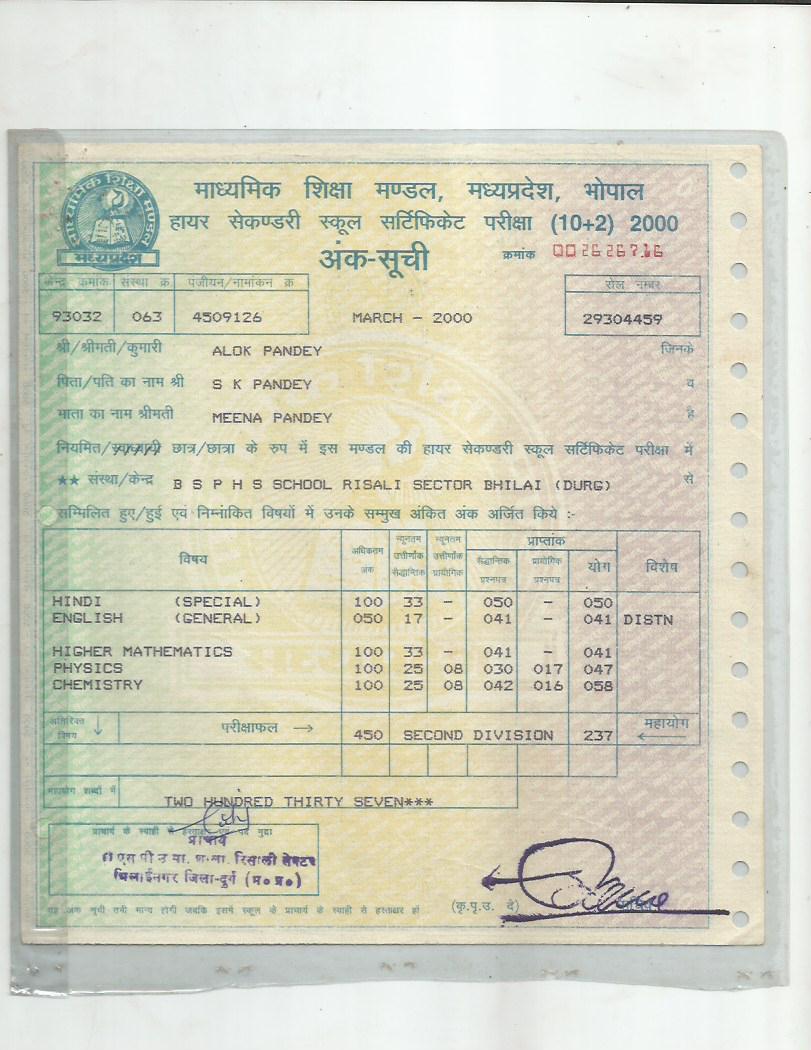 माध्यमिक शिक्षा मण्डल, मध्यप्रदेश, भोपाल
हायर सेकण्डरी स्कूल सर्टिफिकेट परीक्षा (10+2) 2000
अंक-सूची
क्रमांक 002626716
माध्यमिक शिक्षा मण्डल
मध्यप्रदेश
केन्द्र क्रमांक संस्था क्र. पंजीयन/नामांकन क्र. रोल नम्बर
93032 063 4509126 MARCH - 2000 29304459
श्री/श्रीमती/कुमारी ALOK PANDEY जिनके
पिता/पति का नाम श्री S K PANDEY व
माता का नाम श्रीमती MEENA PANDEY है
नियमित/स्वाध्यायी छात्र/छात्रा के रुप में इस मण्डल की हायर सेकण्डरी स्कूल सर्टिफिकेट परीक्षा में
★★ संस्था/केन्द्र B S P H S SCHOOL RISALI SECTOR BHILAI (DURG) से
सम्मिलित हुए/हुई एवं निम्नांकित विषयों में उनके सम्मुख अंकित अंक अर्जित किये :-
विषय अधिकतम अंक न्यूनतम उत्तीर्णांक सैद्धान्तिक न्यूनतम उत्तीर्णांक प्रायोगिक प्राप्तांक विशेष
सैद्धान्तिक प्रश्नपत्र प्रायोगिक प्रश्नपत्र योग
HINDI (SPECIAL) 100 33 - 050 - 050
ENGLISH (GENERAL) 050 17 - 041 - 041 DISTN
HIGHER MATHEMATICS 100 33 - 041 - 041
PHYSICS 100 25 08 030 017 047
CHEMISTRY 100 25 08 042 016 058
अतिरिक्त विषय ↓ परीक्षाफल → 450 SECOND DIVISION 237 महायोग ←
महायोग शब्दों में TWO HUNDRED THIRTY SEVEN***
प्राचार्य के स्याही से हस्ताक्षर एवं पद मुद्रा
प्राचार्य
रिसाली सेक्टर
भिलाईनगर जिला-दुर्ग (म०प्र०)
यह अंक सूची तभी मान्य होगी जबकि इसमें स्कूल के प्राचार्य के स्याही से हस्ताक्षर हों (कृ.पृ.उ. दे)